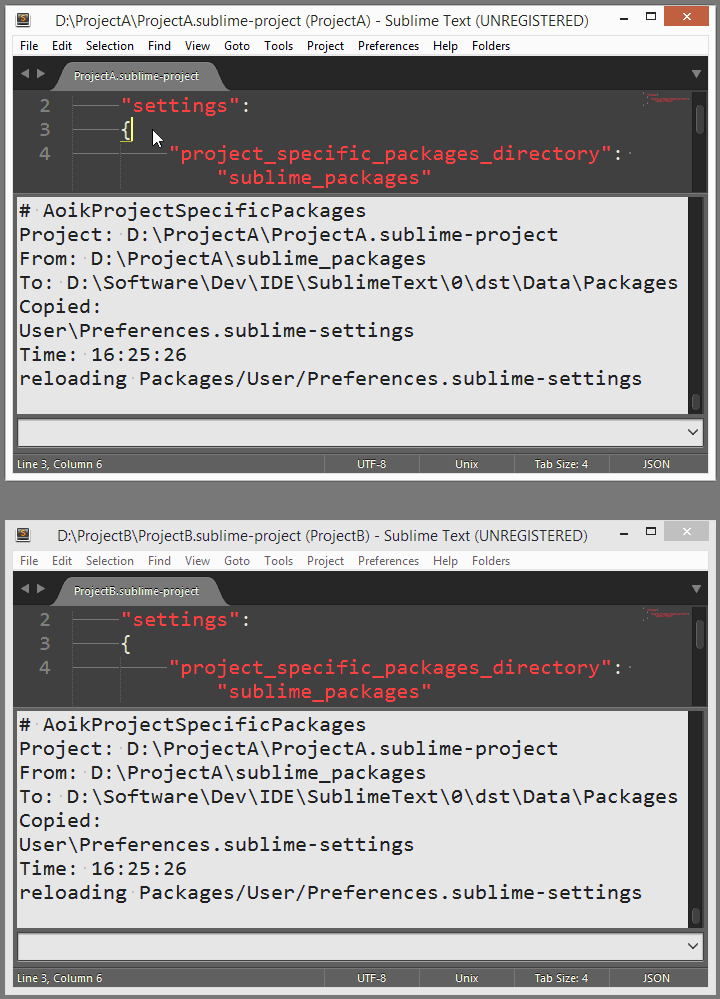 D:\ProjectA\ProjectA.sublime-project (ProjectA) - Sublime Text (UNREGISTERED)
File Edit Selection Find View Goto Tools Project Preferences Help Folders
ProjectA.sublime-project
2 "settings":
3 {
4 "project_specific_packages_directory":
"sublime_packages"
# AoikProjectSpecificPackages
Project: D:\ProjectA\ProjectA.sublime-project
From: D:\ProjectA\sublime_packages
To: D:\Software\Dev\IDE\SublimeText\0\dst\Data\Packages
Copied:
User\Preferences.sublime-settings
Time: 16:25:26
reloading Packages/User/Preferences.sublime-settings
Line 3, Column 6 UTF-8 Unix Tab Size: 4 JSON
D:\ProjectB\ProjectB.sublime-project (ProjectB) - Sublime Text (UNREGISTERED)
File Edit Selection Find View Goto Tools Project Preferences Help Folders
ProjectB.sublime-project
2 "settings":
3 {
4 "project_specific_packages_directory":
"sublime_packages"
# AoikProjectSpecificPackages
Project: D:\ProjectA\ProjectA.sublime-project
From: D:\ProjectA\sublime_packages
To: D:\Software\Dev\IDE\SublimeText\0\dst\Data\Packages
Copied:
User\Preferences.sublime-settings
Time: 16:25:26
reloading Packages/User/Preferences.sublime-settings
Line 3, Column 6 UTF-8 Unix Tab Size: 4 JSON